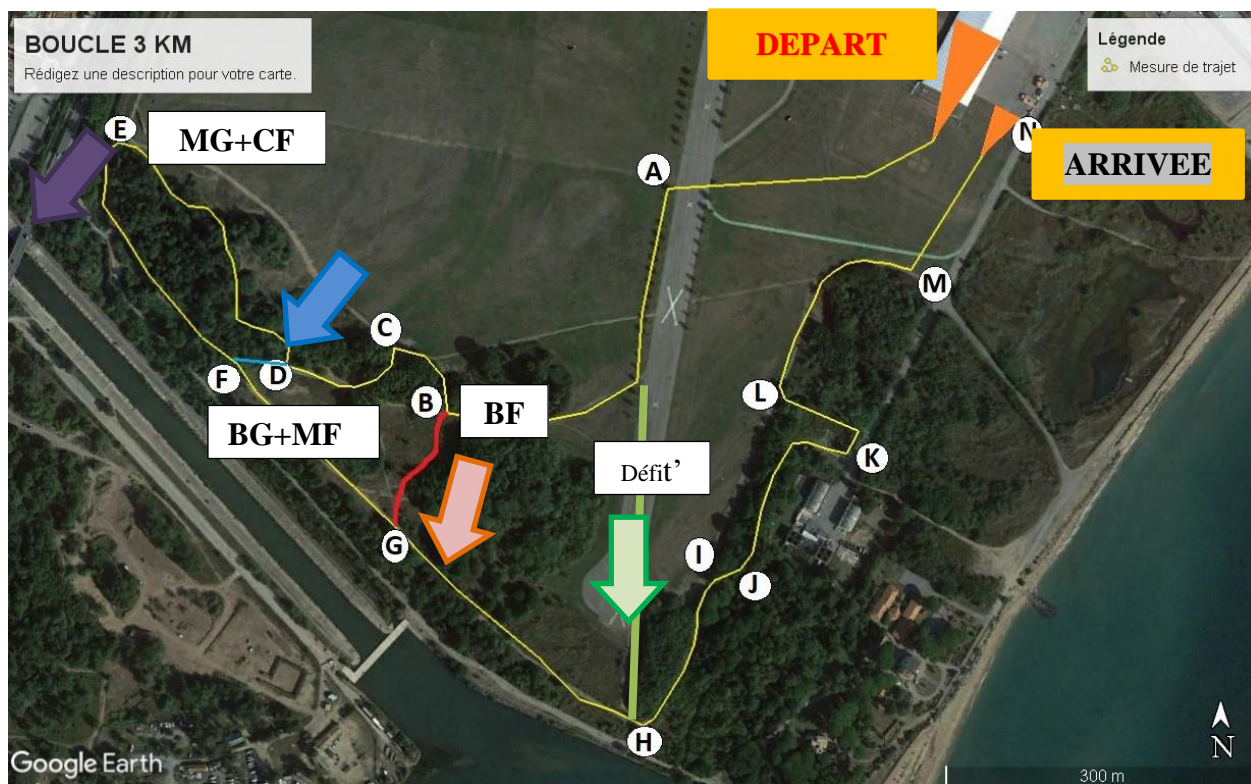 BOUCLE 3 KM
Rédigez une description pour votre carte.
DEPART
Légende
Mesure de trajet
E
MG+CF
N
ARRIVEE
A
M
C
F
D
L
B
BF
BG+MF
K
Défit’
G
I
J
H
N
Google Earth
300 m